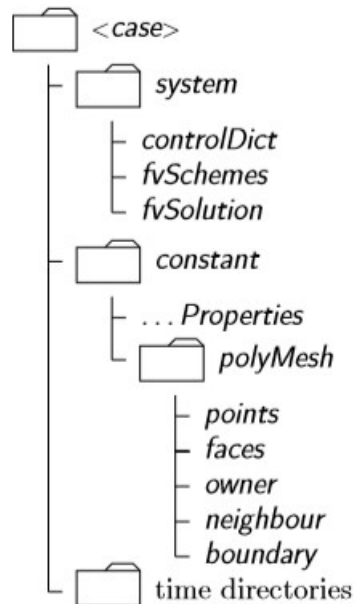 <case>
system
controlDict
fvSchemes
fvSolution
constant
... Properties
polyMesh
points
faces
owner
neighbour
boundary
time directories